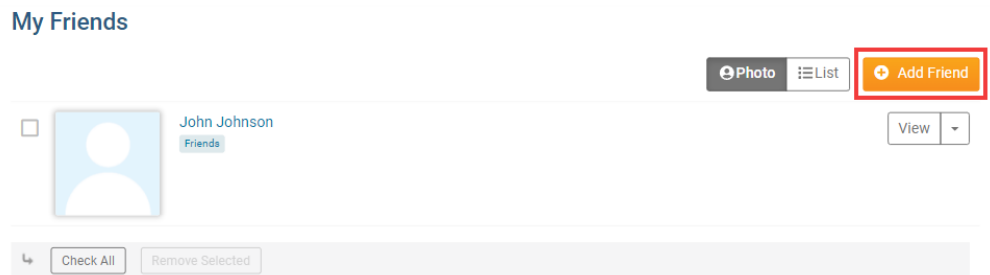 My Friends
Photo List Add Friend
John Johnson View
Friends
Check All Remove Selected